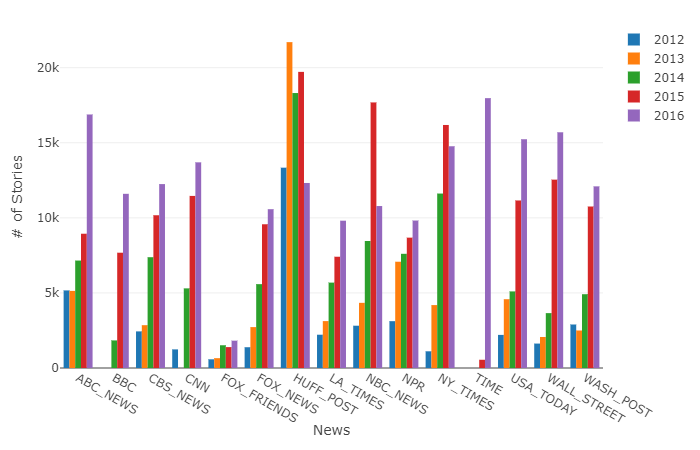 2012
2013
2014
2015
2016
20k
15k
10k
5k
0
# of Stories
ABC_NEWS
BBC
CBS_NEWS
CNN
FOX_FRIENDS
FOX_NEWS
HUFF_POST
LA_TIMES
NBC_NEWS
NPR
NY_TIMES
TIME
USA_TODAY
WALL_STREET
WASH_POST
News